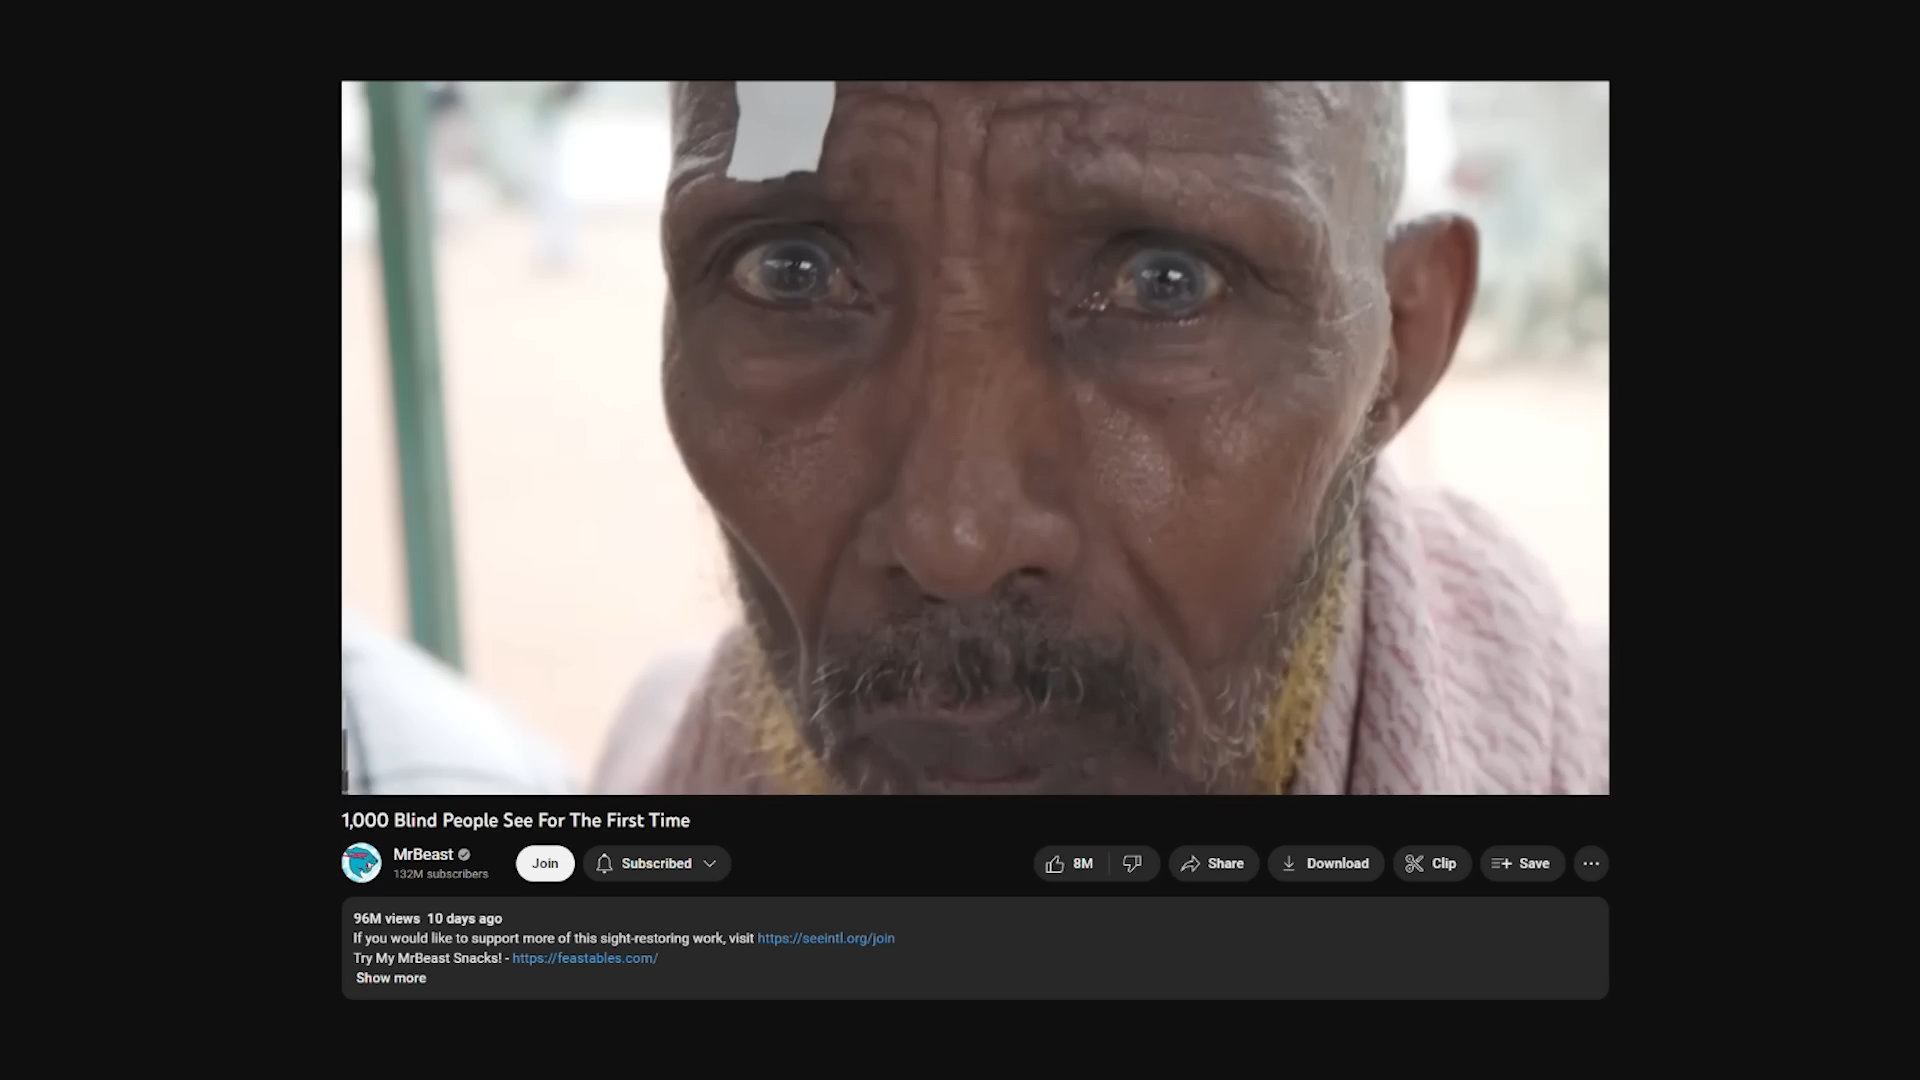 1,000 Blind People See For The First Time
MrBeast
132M subscribers
Join
Subscribed
8M
Share
Download
Clip
Save
96M views 10 days ago
If you would like to support more of this sight-restoring work, visit https://seeintl.org/join
Try My MrBeast Snacks! - https://feastables.com/
Show more